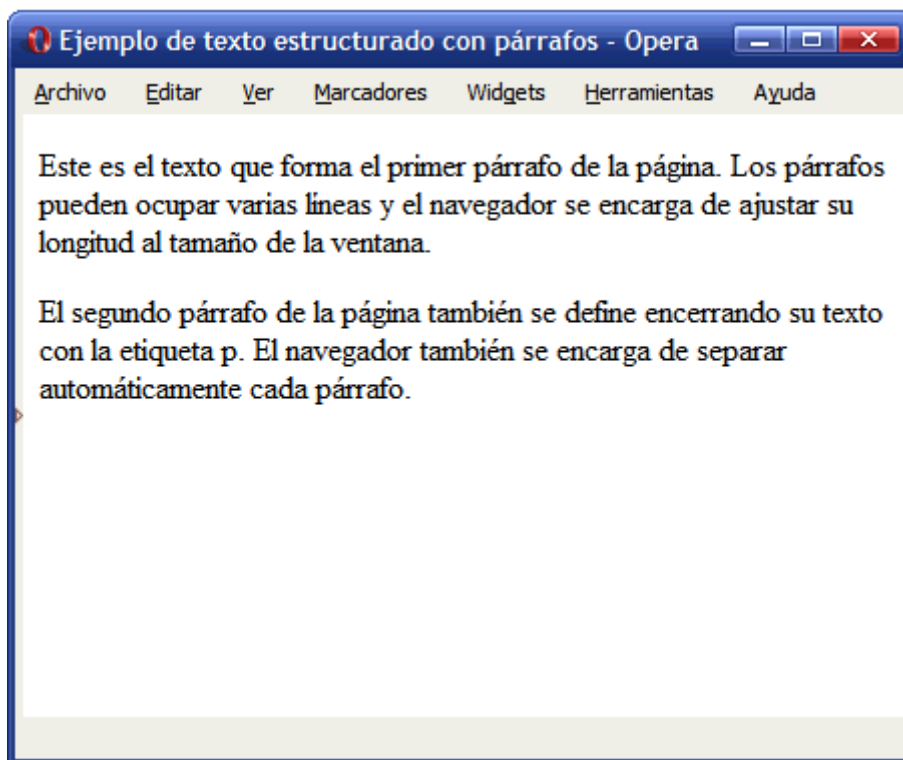 Ejemplo de texto estructurado con párrafos - Opera
Archivo Editar Ver Marcadores Widgets Herramientas Ayuda
Este es el texto que forma el primer párrafo de la página. Los párrafos
pueden ocupar varias líneas y el navegador se encarga de ajustar su
longitud al tamaño de la ventana.
El segundo párrafo de la página también se define encerrando su texto
con la etiqueta p. El navegador también se encarga de separar
automáticamente cada párrafo.